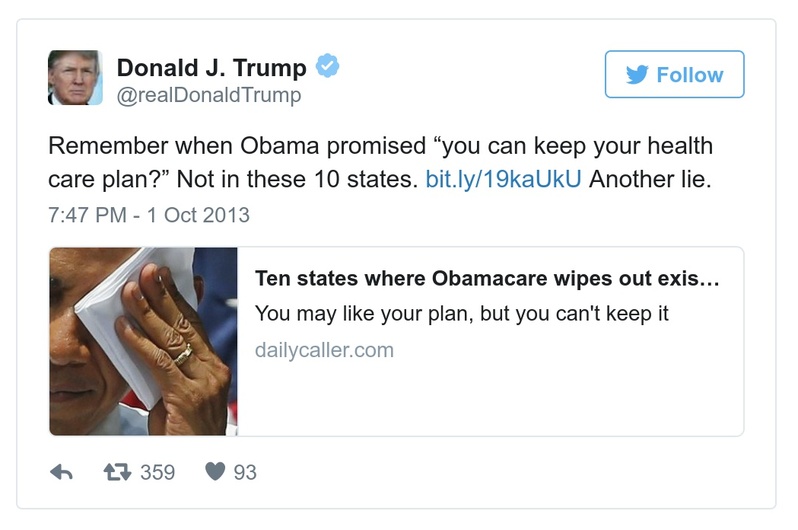 Donald J. Trump
@realDonaldTrump
Follow
Remember when Obama promised “you can keep your health
care plan?” Not in these 10 states. bit.ly/19kaUkU Another lie.
7:47 PM - 1 Oct 2013
Ten states where Obamacare wipes out exis…
You may like your plan, but you can't keep it
dailycaller.com
359 93